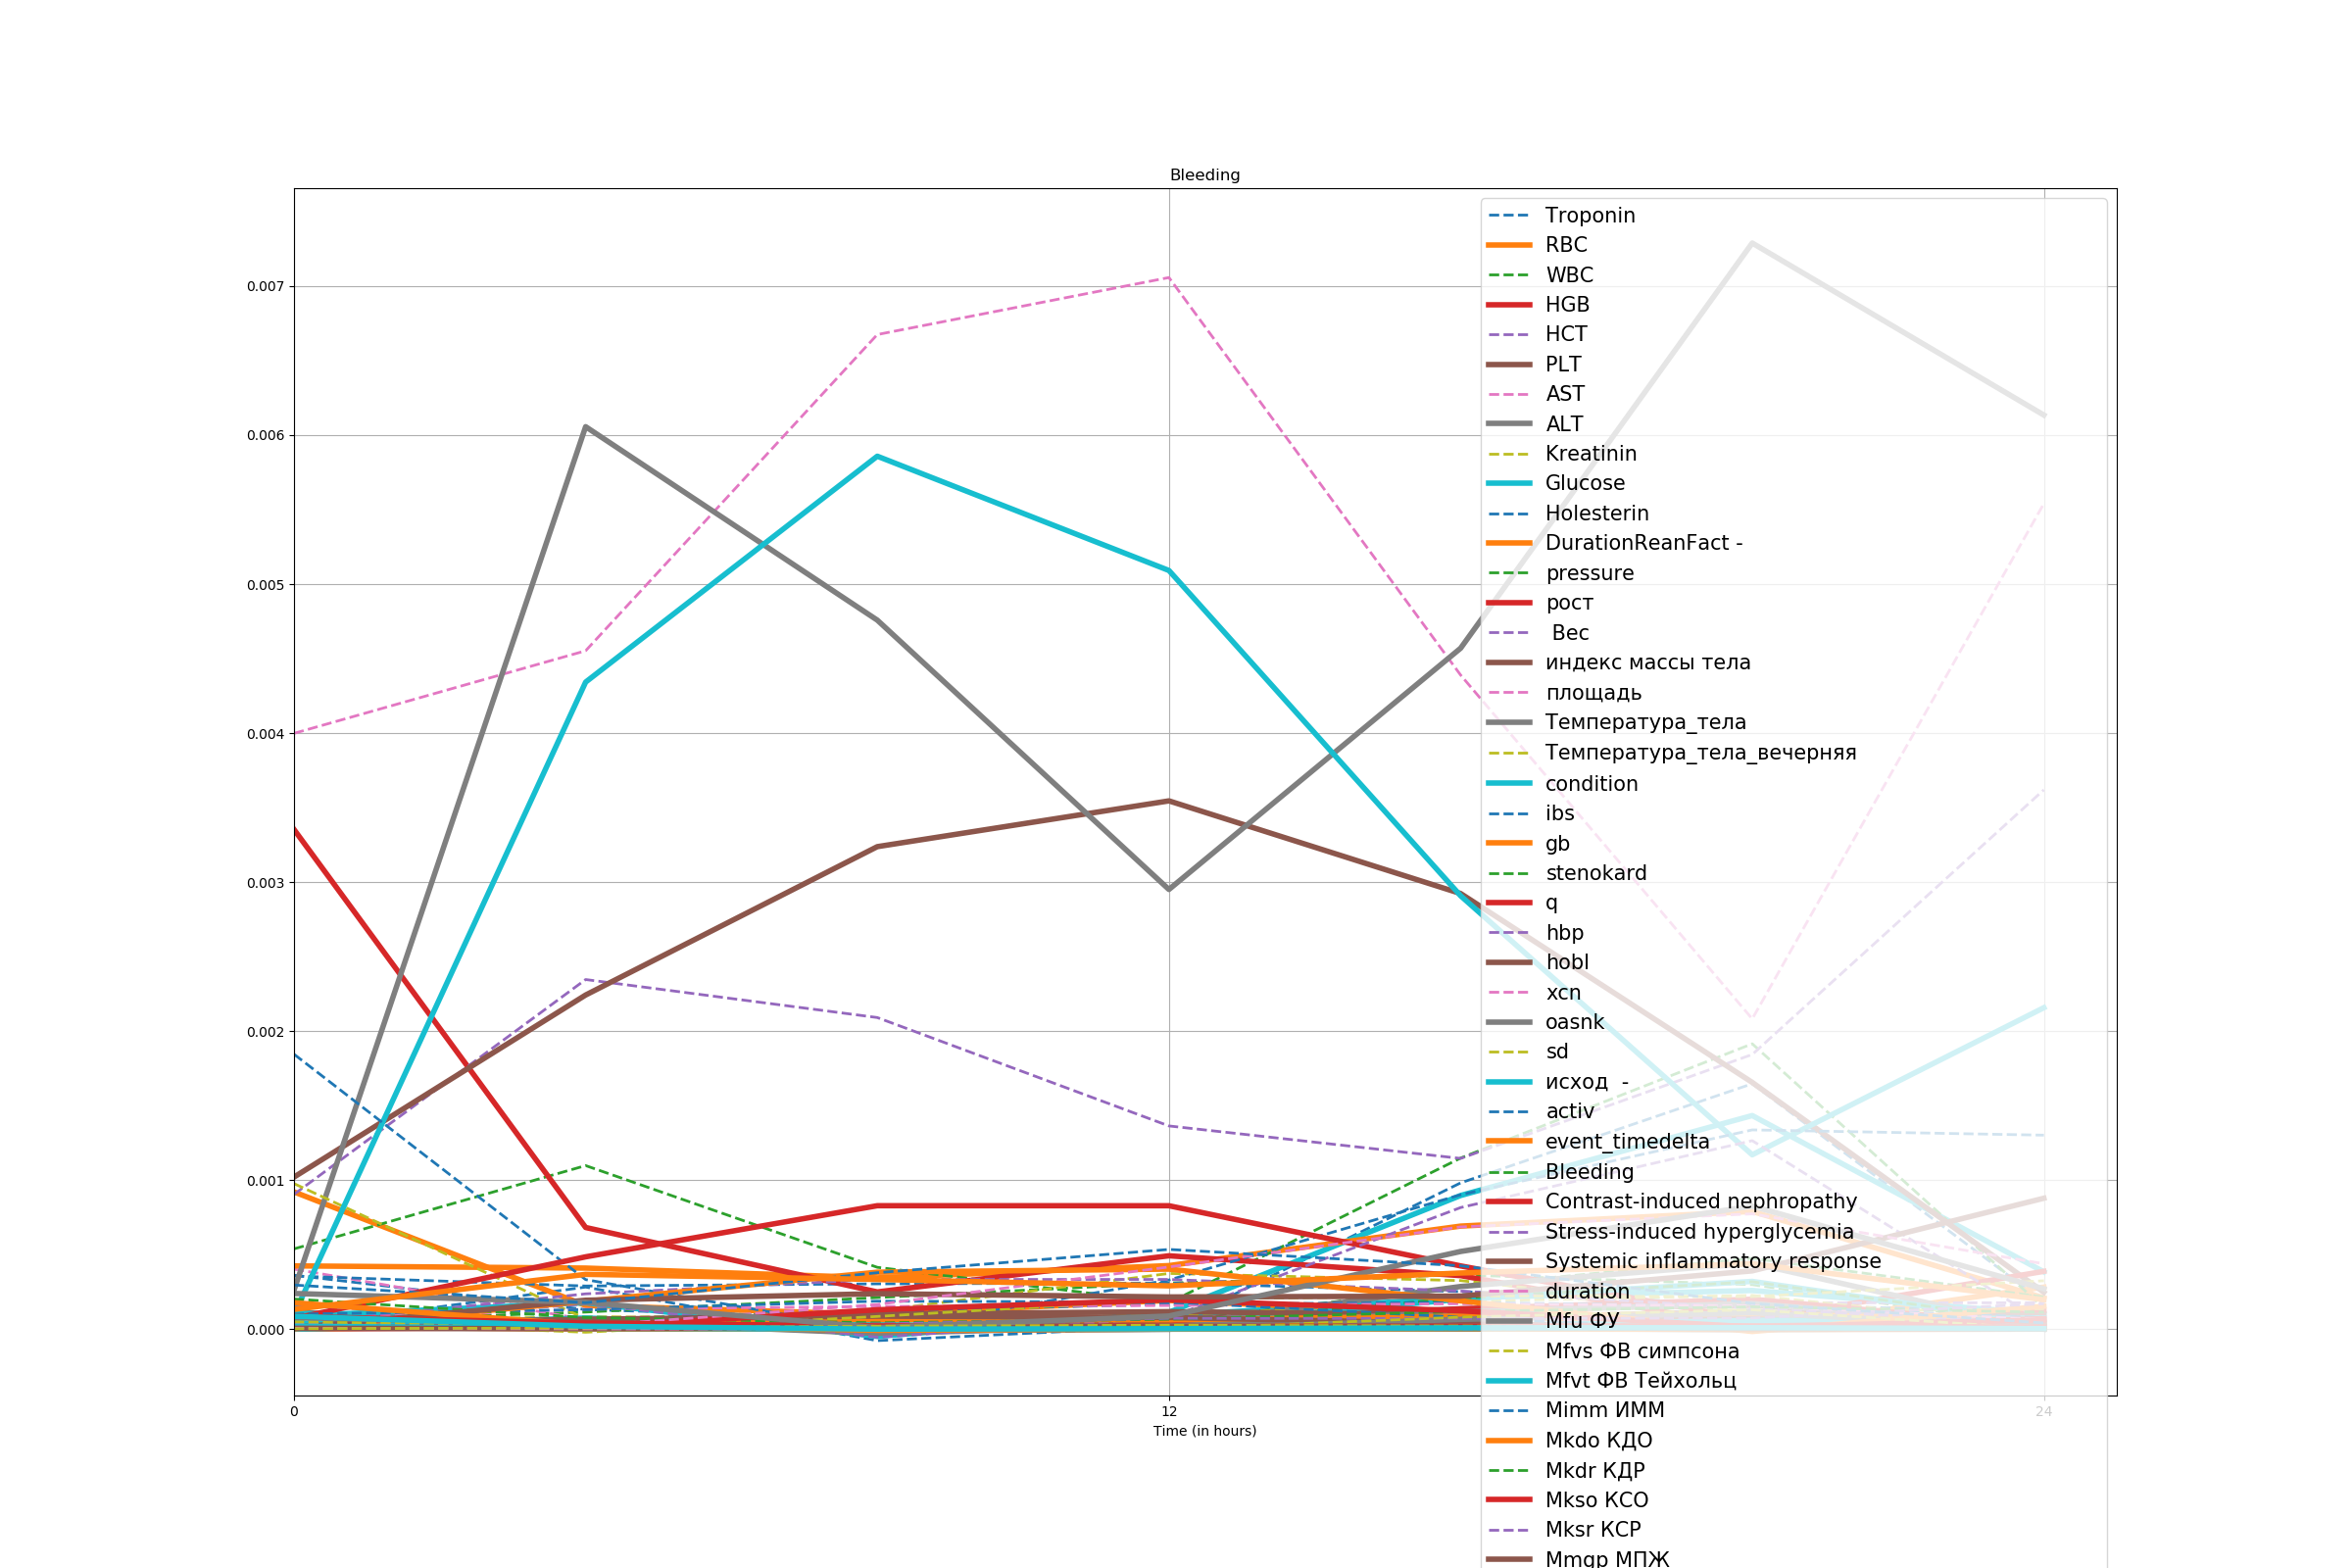 Bleeding
0.007
0.006
0.005
0.004
0.003
0.002
0.001
0.000
0
12
24
Time (in hours)
Troponin
RBC
WBC
HGB
HCT
PLT
AST
ALT
Kreatinin
Glucose
Holesterin
DurationReanFact -
pressure
рост
Вес
индекс массы тела
площадь
Температура_тела
Температура_тела_вечерняя
condition
ibs
gb
stenokard
q
hbp
hobl
xcn
oasnk
sd
исход -
activ
event_timedelta
Bleeding
Contrast-induced nephropathy
Stress-induced hyperglycemia
Systemic inflammatory response
duration
Mfu ФУ
Mfvs ФВ симпсона
Mfvt ФВ Тейхольц
Mimm ИММ
Mkdo КДО
Mkdr КДР
Mkso КСО
Mksr КСР
Mmgp МПЖ